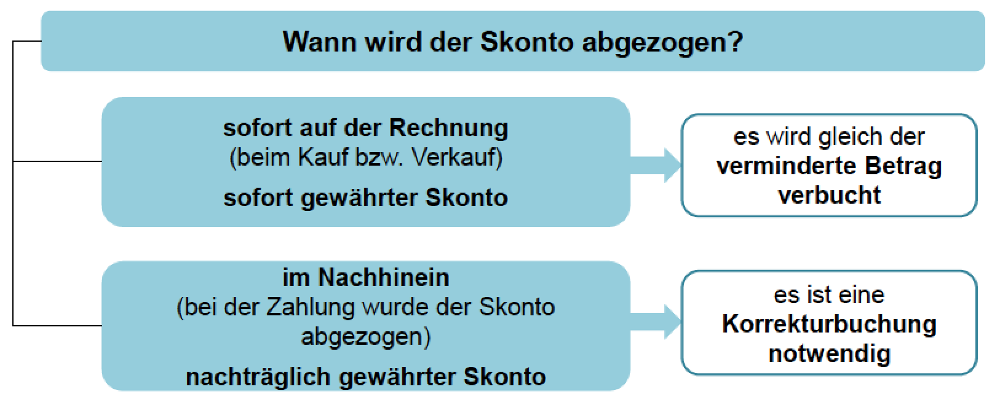 Wann wird der Skonto abgezogen?
sofort auf der Rechnung
(beim Kauf bzw. Verkauf)
sofort gewährter Skonto
es wird gleich der
verminderte Betrag
verbucht
im Nachhinein
(bei der Zahlung wurde der Skonto
abgezogen)
nachträglich gewährter Skonto
es ist eine
Korrekturbuchung
notwendig